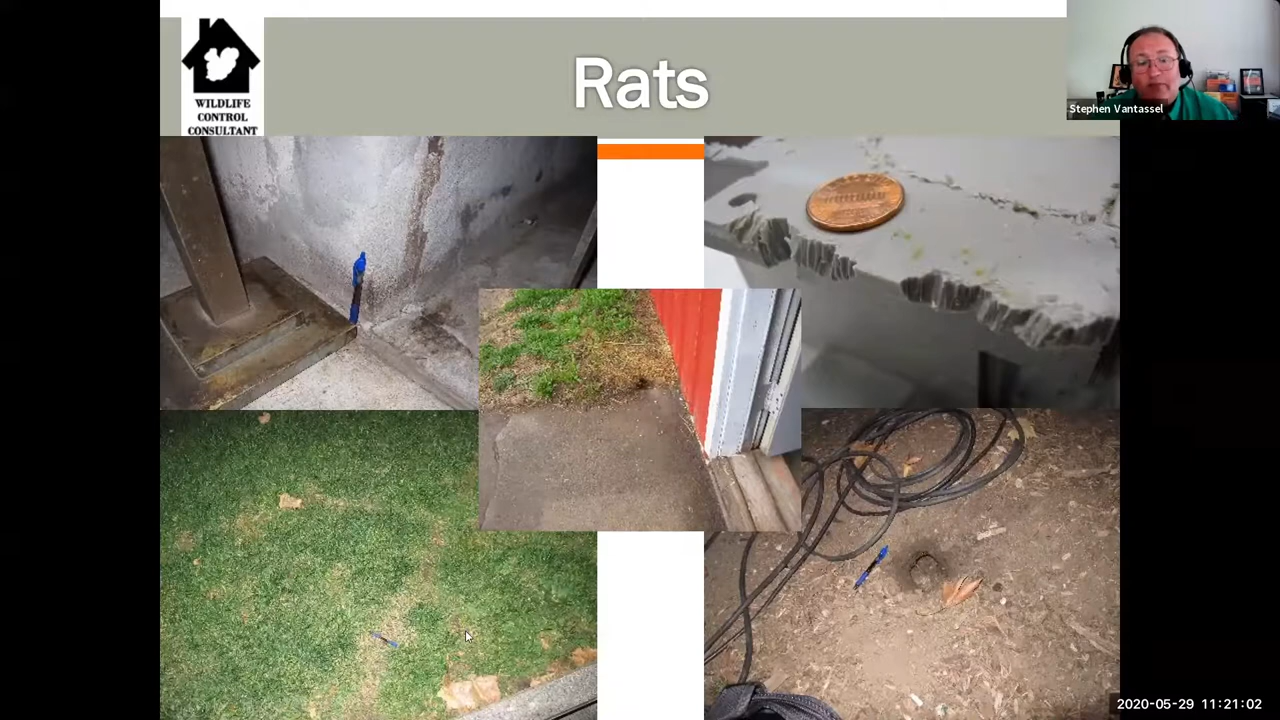 Rats
WILDLIFE
CONTROL
CONSULTANT
Stephen Vantassel
2020-05-29 11:21:02